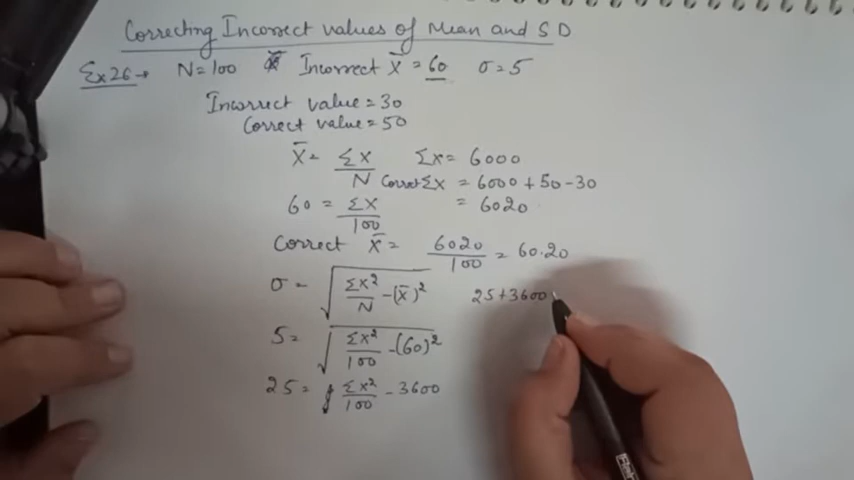 Correcting Incorrect values of Mean and SD
Ex 26→ N=100 Incorrect X̄ = 60 σ=5
Incorrect value = 30
Correct value = 50
X̄ = ΣX/N ΣX = 6000
Correct ΣX = 6000 + 50 - 30
60 = ΣX/100 = 6020
Correct X̄ = 6020/100 = 60.20
σ = √(ΣX²/N - (X̄)²) 25+3600
5 = √(ΣX²/100 - (60)²)
25 = ΣX²/100 - 3600